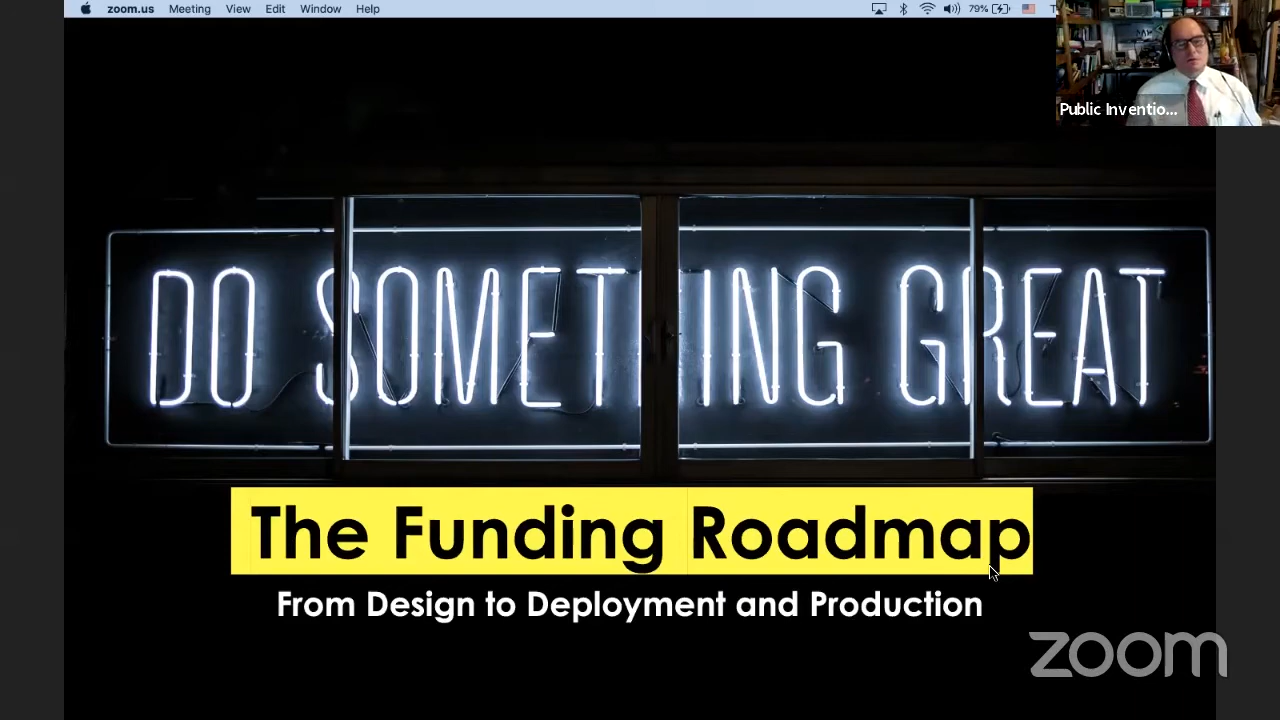 zoom.us Meeting View Edit Window Help 79%
Public Inventio...
DO SOMETHING GREAT
The Funding Roadmap
From Design to Deployment and Production
zoom